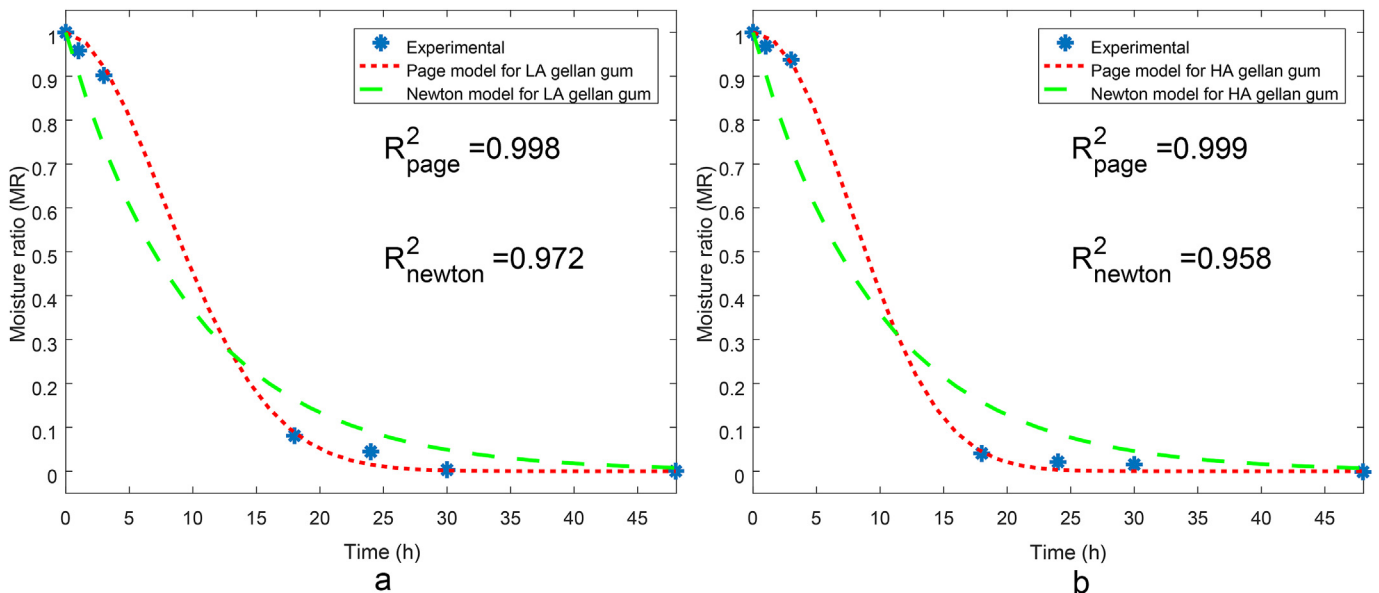 Moisture ratio (MR)
1
0.9
0.8
0.7
0.6
0.5
0.4
0.3
0.2
0.1
0
Experimental
Page model for LA gellan gum
Newton model for LA gellan gum
R²page =0.998
R²newton =0.972
0 5 10 15 20 25 30 35 40 45
Time (h)
a
Moisture ratio (MR)
1
0.9
0.8
0.7
0.6
0.5
0.4
0.3
0.2
0.1
0
Experimental
Page model for HA gellan gum
Newton model for HA gellan gum
R²page =0.999
R²newton =0.958
0 5 10 15 20 25 30 35 40 45
Time (h)
b